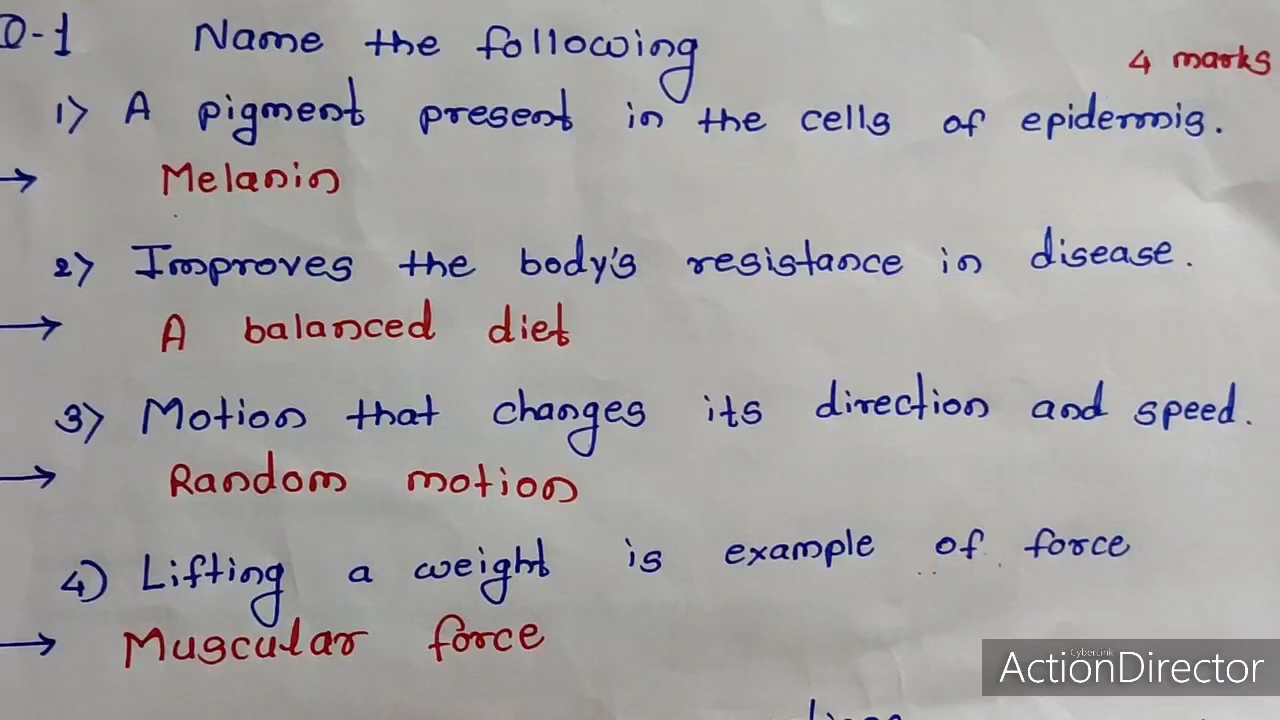 Q-1 Name the following
4 marks
1) A pigment present in the cells of epidermis.
→ Melanin
2) Improves the body's resistance in disease.
→ A balanced diet
3) Motion that changes its direction and speed.
→ Random motion
4) Lifting a weight is example of force
→ Muscular force
CyberLink
ActionDirector